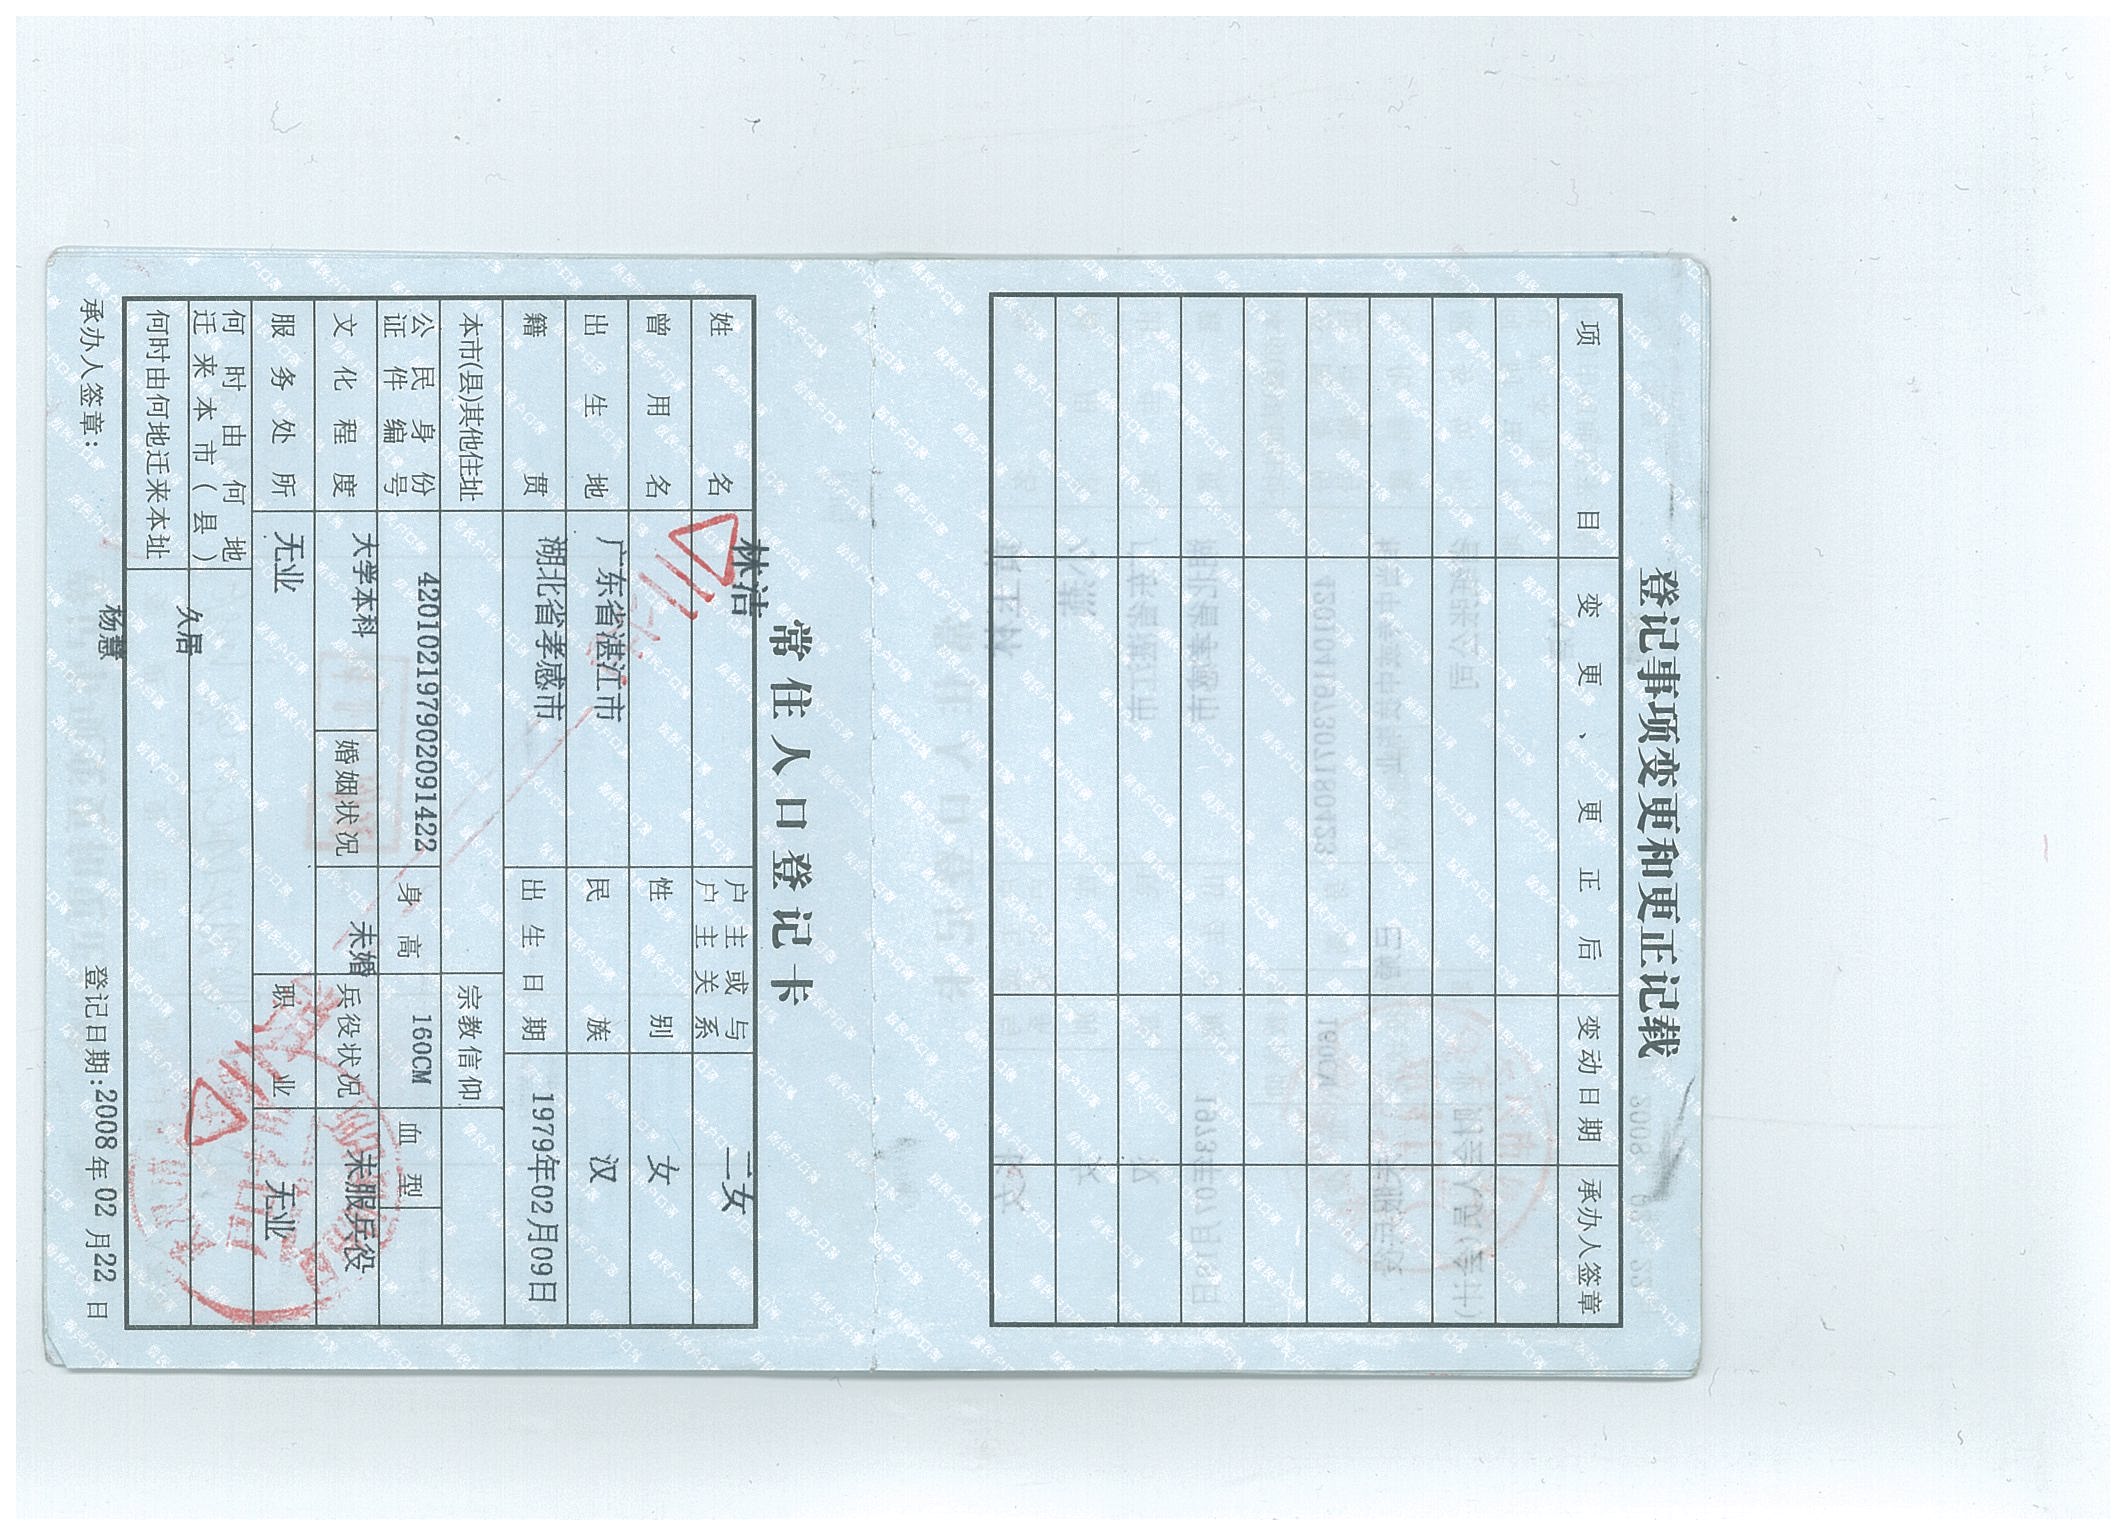 登记事项变更和更正记载
项目 变更、更正后 变动日期 承办人签章
常住人口登记卡
姓名 林洁 户主或与户主关系 二女
曾用名 性别 女
出生地 广东省湛江市 民族 汉
籍贯 湖北省孝感市 出生日期 1979年02月09日
本市(县)其他住址 宗教信仰
公民身份证件编号 420102197902091422 身高 160CM 血型
文化程度 大学本科 婚姻状况 未婚 兵役状况 未服兵役
服务处所 无业 职业 无业
何时由何地迁来本市(县) 久居
何时由何地迁来本址
承办人签章: 杨慧 登记日期:2008年02月22日